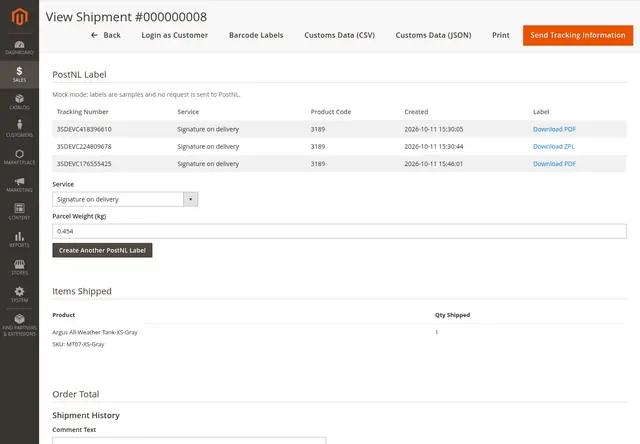 View Shipment #000000008
Back
Login as Customer
Barcode Labels
Customs Data (CSV)
Customs Data (JSON)
Print
Send Tracking Information
DASHBOARD
SALES
CATALOG
CUSTOMERS
MARKETPLACE
MARKETING
CONTENT
REPORTS
STORES
SYSTEM
FIND PARTNERS
& EXTENSIONS
PostNL Label
Mock mode: labels are samples and no request is sent to PostNL.
Tracking Number Service Product Code Created Label
3SDEVC418396610 Signature on delivery 3189 2026-10-11 15:30:05 Download PDF
3SDEVC224809678 Signature on delivery 3189 2026-10-11 15:30:44 Download ZPL
3SDEVC176555425 Signature on delivery 3189 2026-10-11 15:46:01 Download PDF
Service
Signature on delivery
Parcel Weight (kg)
0.454
Create Another PostNL Label
Items Shipped
Product Qty Shipped
Argus All-Weather Tank-XS-Gray 1
SKU: MT07-XS-Gray
Order Total
Shipment History
Comment Text